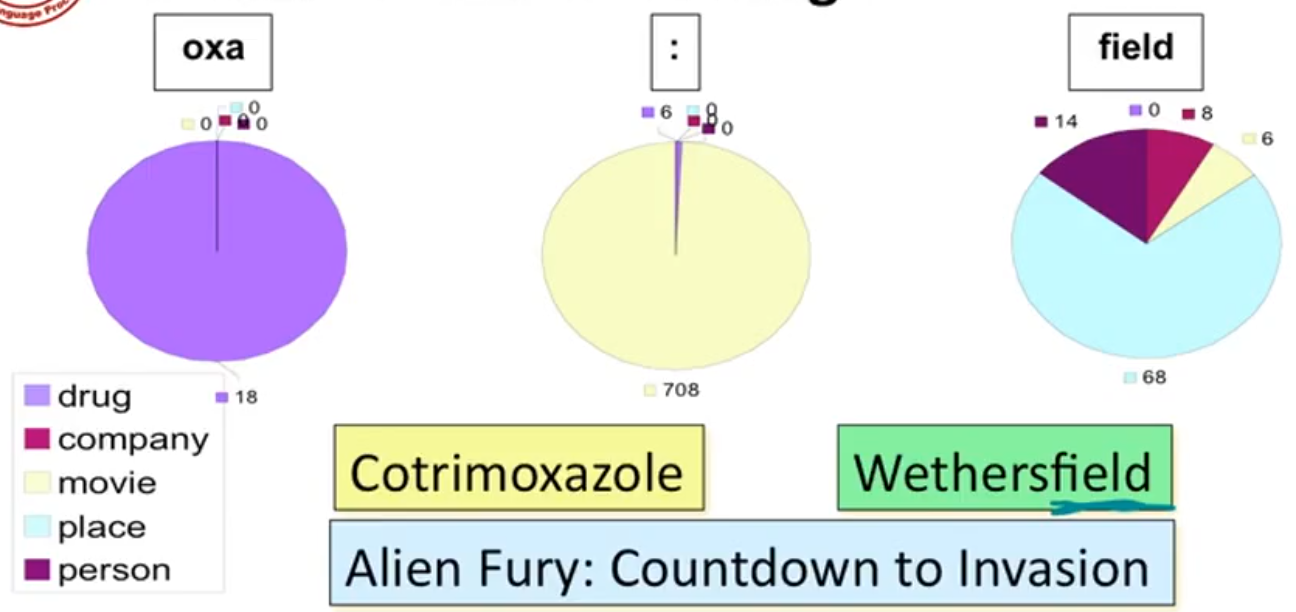 oxa
:
field
0
0
0
0
6
0
0
0
14
0
8
6
18
708
68
drug
company
movie
place
person
Cotrimoxazole
Wethersfield
Alien Fury: Countdown to Invasion